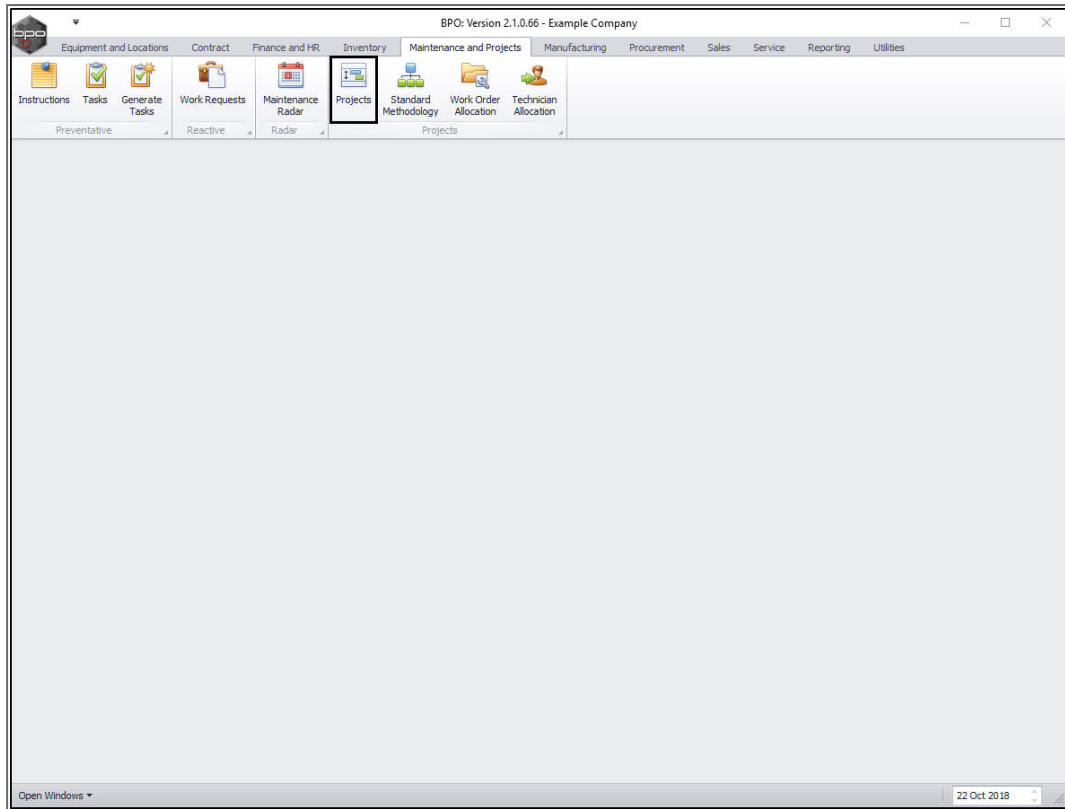 BPO: Version 2.1.0.66 - Example Company
bpo
Equipment and Locations Contract Finance and HR Inventory Maintenance and Projects Manufacturing Procurement Sales Service Reporting Utilities
Instructions Tasks Generate Tasks Work Requests Maintenance Radar Projects Standard Methodology Work Order Allocation Technician Allocation
Preventative Reactive Radar Projects
Open Windows 22 Oct 2018